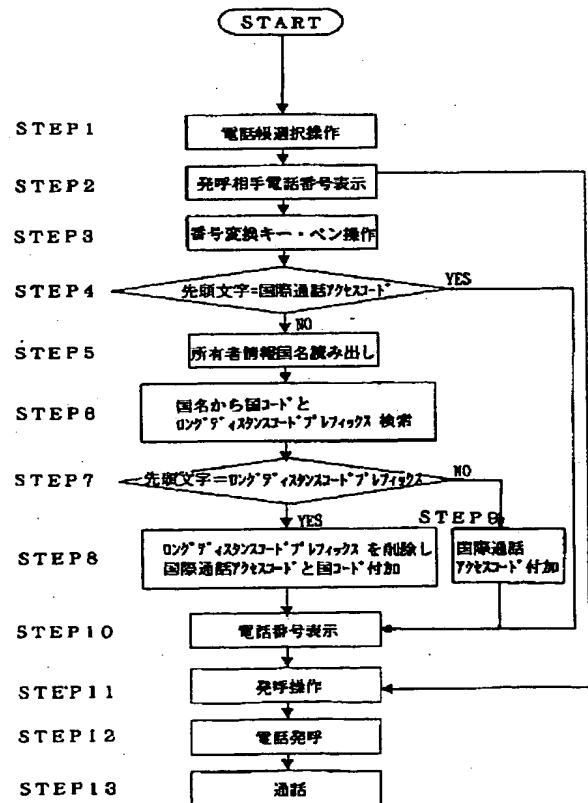 START
STEP1
電話帳選択操作
STEP2
発呼相手電話番号表示
STEP3
番号変換キー・ペン操作
STEP4
先頭文字=国際通話アクセスコード
YES
NO
STEP5
所有者情報国名読み出し
STEP6
国名から国コードと
ロングディスタンスコードプレフィックス 検索
STEP7
先頭文字=ロングディスタンスコードプレフィックス
NO
YES
STEP9
STEP8
ロングディスタンスコードプレフィックス を削除し
国際通話アクセスコードと国コード付加
国際通話
アクセスコード付加
STEP10
電話番号表示
STEP11
発呼操作
STEP12
電話発呼
STEP13
通話